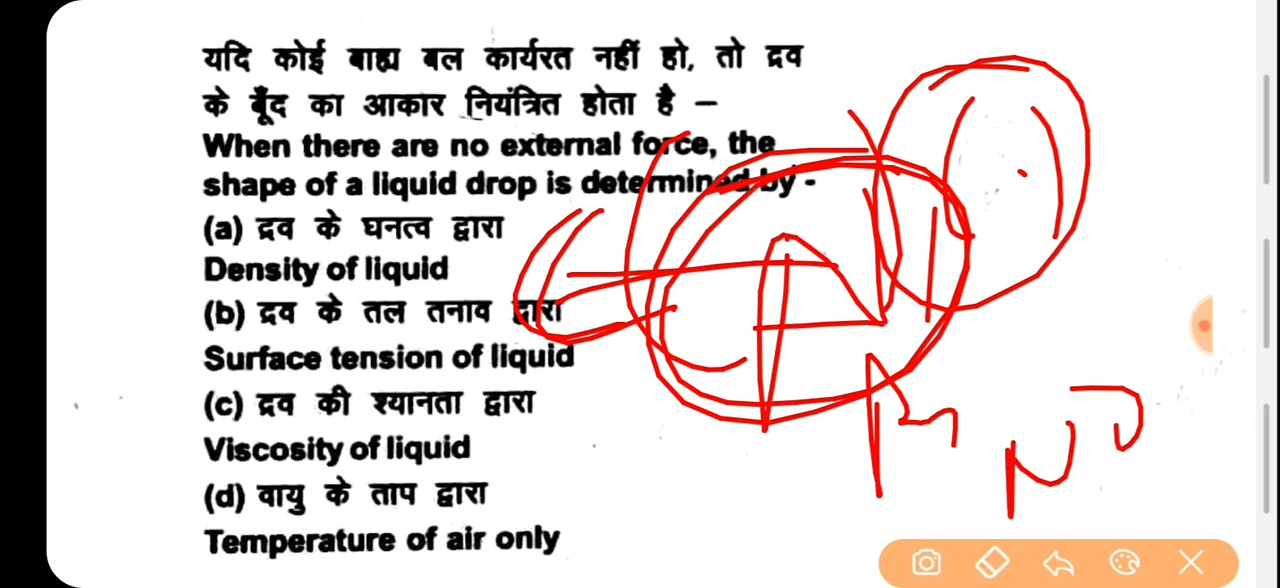 यदि कोई बाह्य बल कार्यरत नहीं हो, तो द्रव
के बूँद का आकार नियंत्रित होता है –
When there are no external force, the
shape of a liquid drop is determined by -
(a) द्रव के घनत्व द्वारा
Density of liquid
(b) द्रव के तल तनाव द्वारा
Surface tension of liquid
(c) द्रव की श्यानता द्वारा
Viscosity of liquid
(d) वायु के ताप द्वारा
Temperature of air only